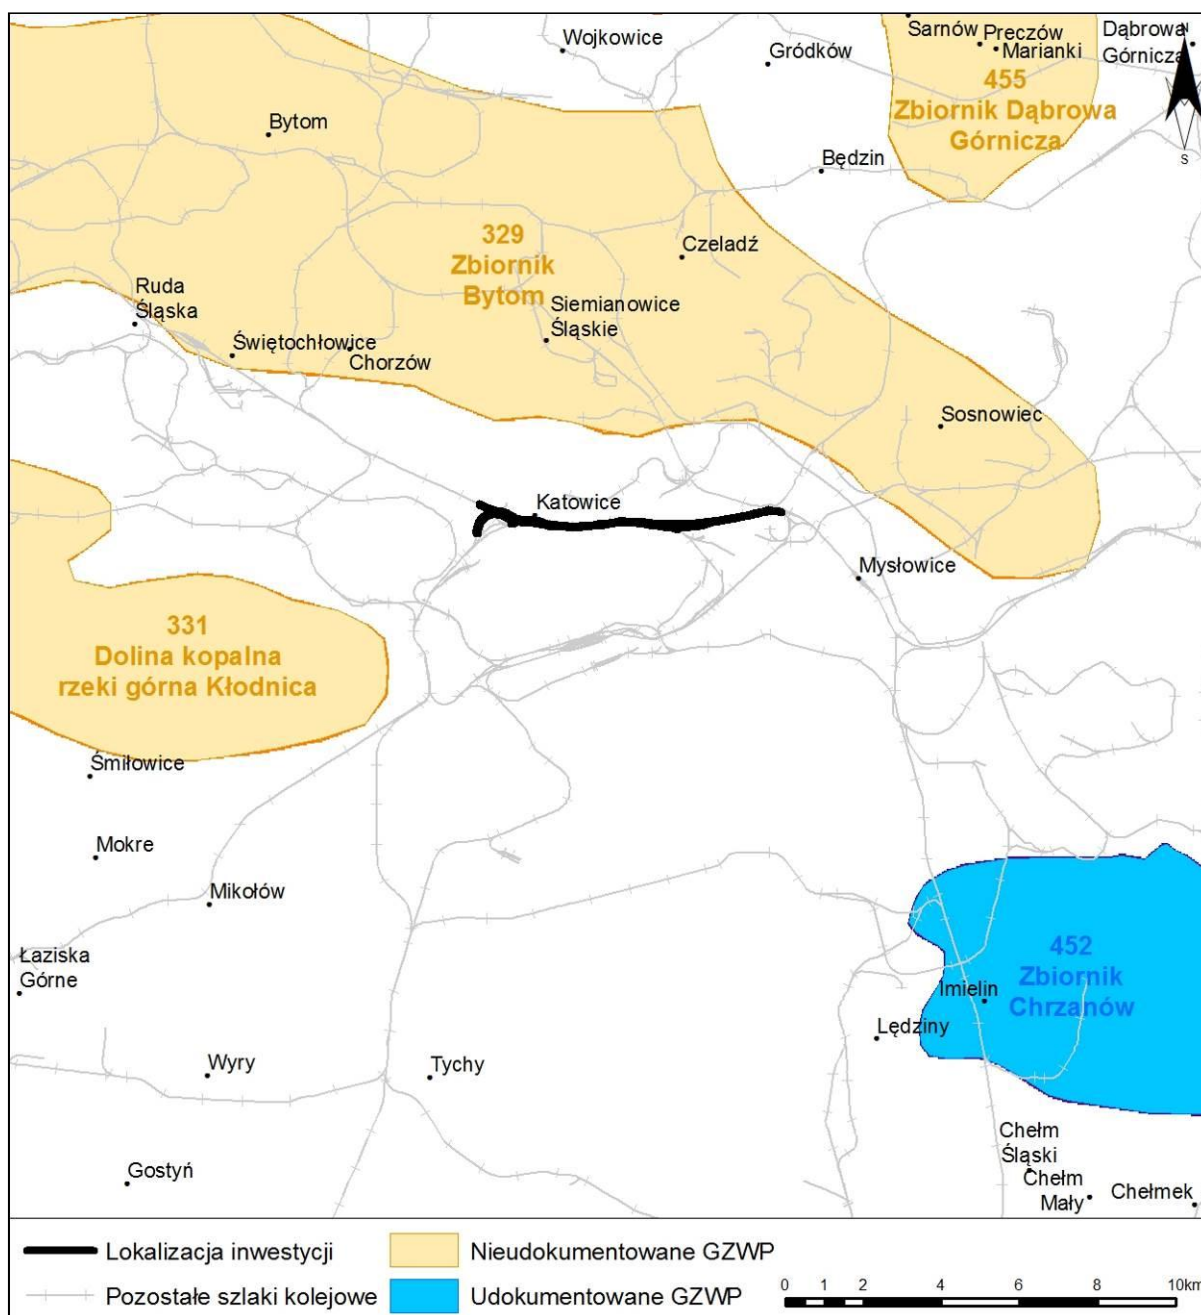 Wojkowice
Gródków
Sarnów
Preczów
Marianki
Dąbrowa
Górnicza
N
S
455
Zbiornik Dąbrowa
Górnicza
Bytom
Będzin
329
Zbiornik
Bytom
Czeladź
Ruda
Śląska
Siemianowice
Śląskie
Świętochłowice
Chorzów
Sosnowiec
Katowice
Mysłowice
331
Dolina kopalna
rzeki górna Kłodnica
Śmiłowice
Mokre
Mikołów
Łaziska
Górne
452
Zbiornik
Chrzanów
Imielin
Lędziny
Wyry
Tychy
Gostyń
Chełm
Śląski
Chełm
Mały
Chełmek
Lokalizacja inwestycji
Nieudokumentowane GZWP
Pozostałe szlaki kolejowe
Udokumentowane GZWP
0 1 2 4 6 8 10km